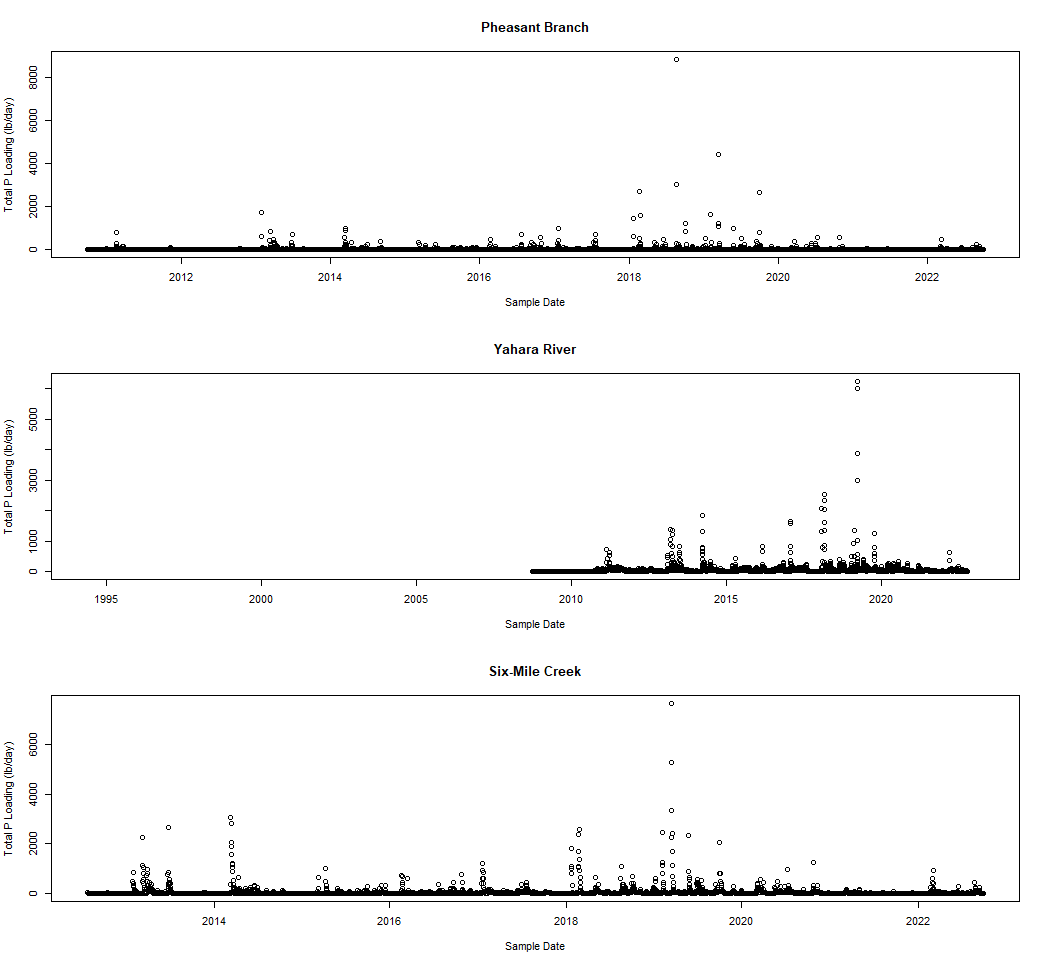 Pheasant Branch
Total P Loading (lb/day)
0 2000 4000 6000 8000
2012 2014 2016 2018 2020 2022
Sample Date
Yahara River
Total P Loading (lb/day)
0 1000 3000 5000
1995 2000 2005 2010 2015 2020
Sample Date
Six-Mile Creek
Total P Loading (lb/day)
0 2000 4000 6000
2014 2016 2018 2020 2022
Sample Date